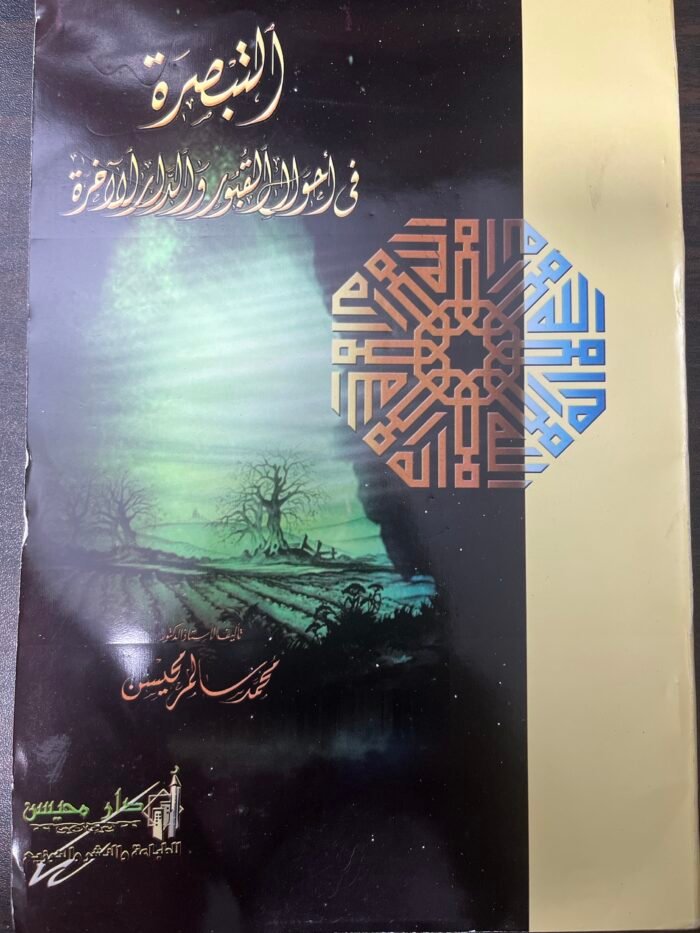 التبصرة
في أحوال القبور والدار الآخرة
تأليف الأستاذ الدكتور
محمد سالم محيسن
دار محيسن
للطباعة والنشر والتوزيع